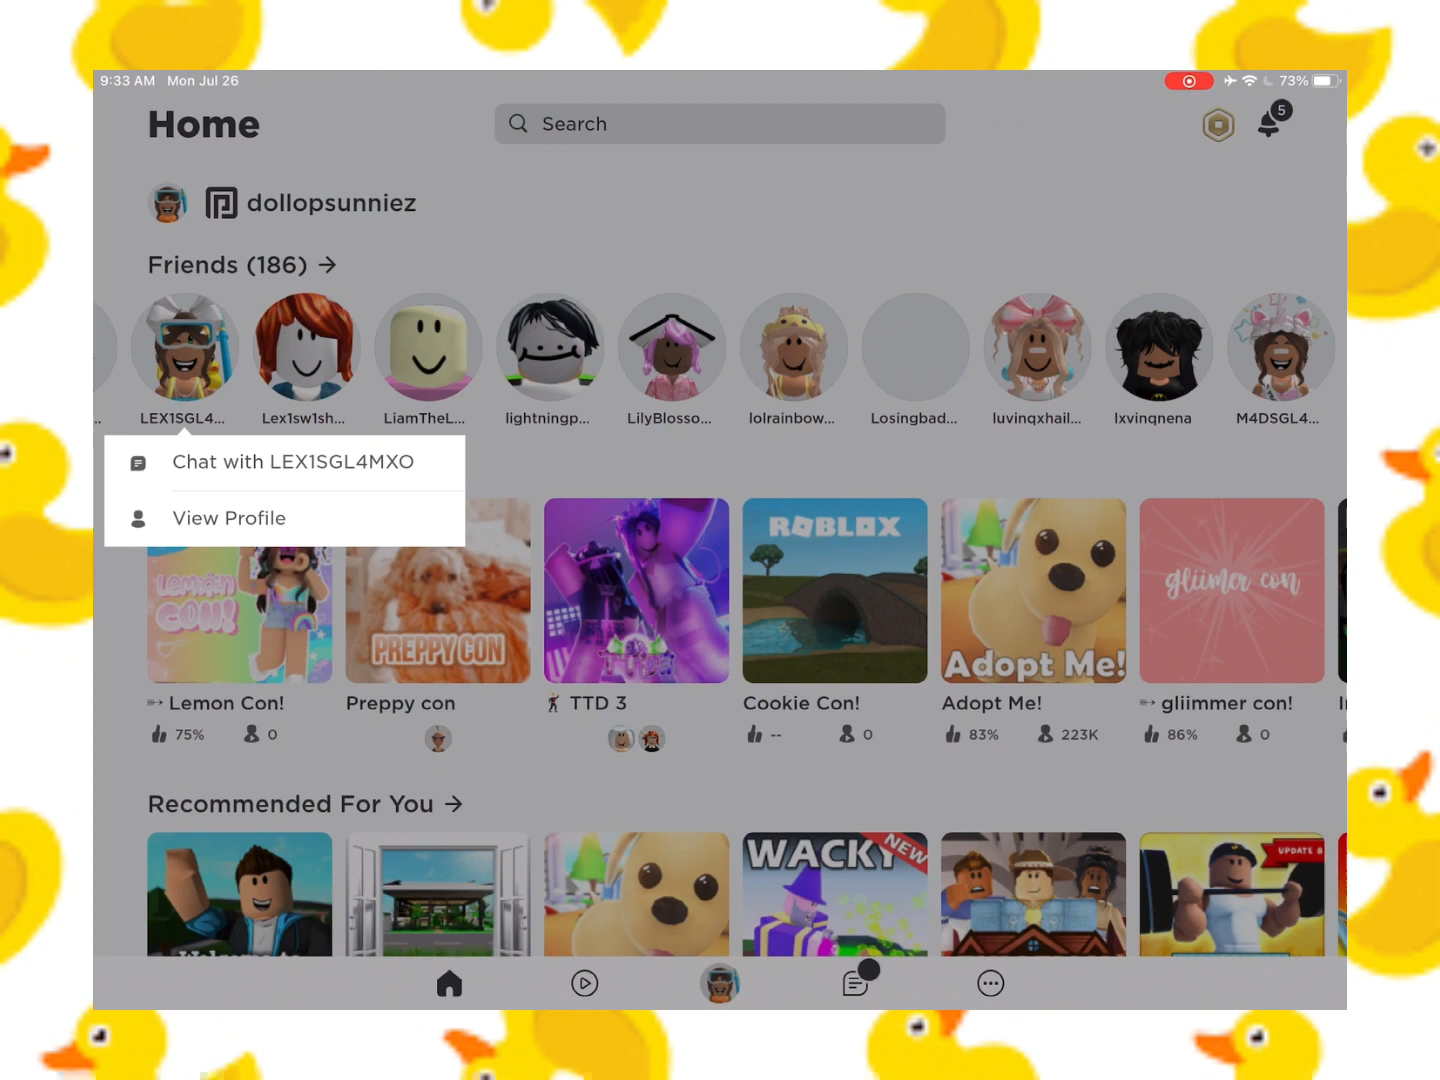 9:33 AM Mon Jul 26
73%
Home
Search
5
dollopsunniez
Friends (186) →
LEX1SGL4... Lex1sw1sh... LiamTheL... lightningp... LilyBlosso... lolrainbow... Losingbad... luvinqxhail... lxvinqnena M4DSGL4...
Chat with LEX1SGL4MXO
View Profile
Lemon
CON!
PREPPY CON
TTD3
ROBLOX
Adopt Me!
gliimer con
Lemon Con! Preppy con TTD 3 Cookie Con! Adopt Me! gliimmer con!
75% 0 -- 0 83% 223K 86% 0
Recommended For You →
WACKY
NEW
UPDATE 8